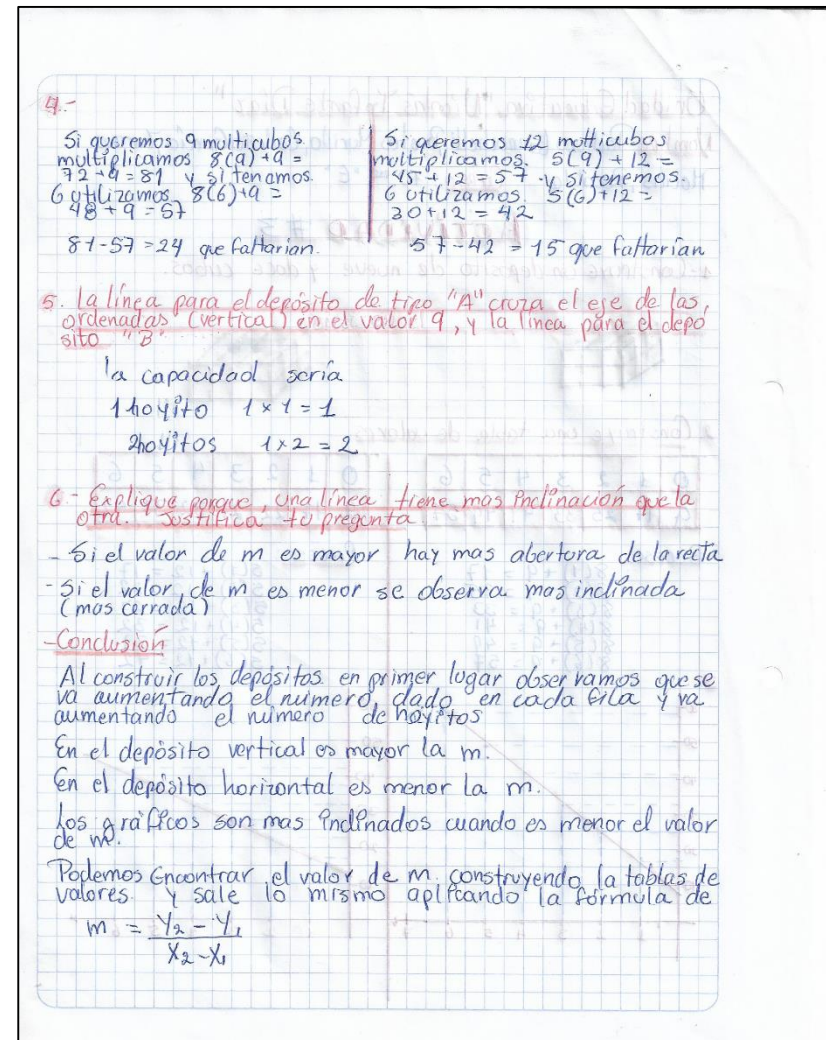 4.-
Si queremos 9 multicubos
multiplicamos 8(9)+9 =
72+9=81 y si tenemos.
6 utilizamos 8(6)+9=
48+9=57
81-57=24 que faltarian.
Si queremos 12 multicubos
multiplicamos. 5(9)+12=
45+12=57 y si tenemos.
6 utilizamos 5(6)+12=
30+12=42
57-42=15 que faltarian
5. La línea para el depósito de tipo "A" cruza el eje de las,
ordenadas (vertical) en el valor 9, y la linea para el depó
sito "B"
la capacidad sería
1 hoyito 1x1=1
2hoyitos 1x2=2
6.- Explique porque, una línea tiene mas inclinación que la
otra. Justifica tu pregunta
- Si el valor de m es mayor hay mas abertura de la recta
- Si el valor, de m es menor se observa mas inclinada
(mas cerrada)
-Conclusión
Al construir los depósitos en primer lugar observamos que se
va aumentando el número, dado en cada fila y va
aumentando el número de hoyitos
En el depósito vertical es mayor la m.
En el depósito horizontal es menor la m.
Los gráficos son mas inclinados cuando es menor el valor
de m.
Podemos Encontrar el valor de m construyendo la tablas de
valores. y sale lo mismo aplicando la fórmula de
m = Y₂ - Y₁
X₂ - X₁